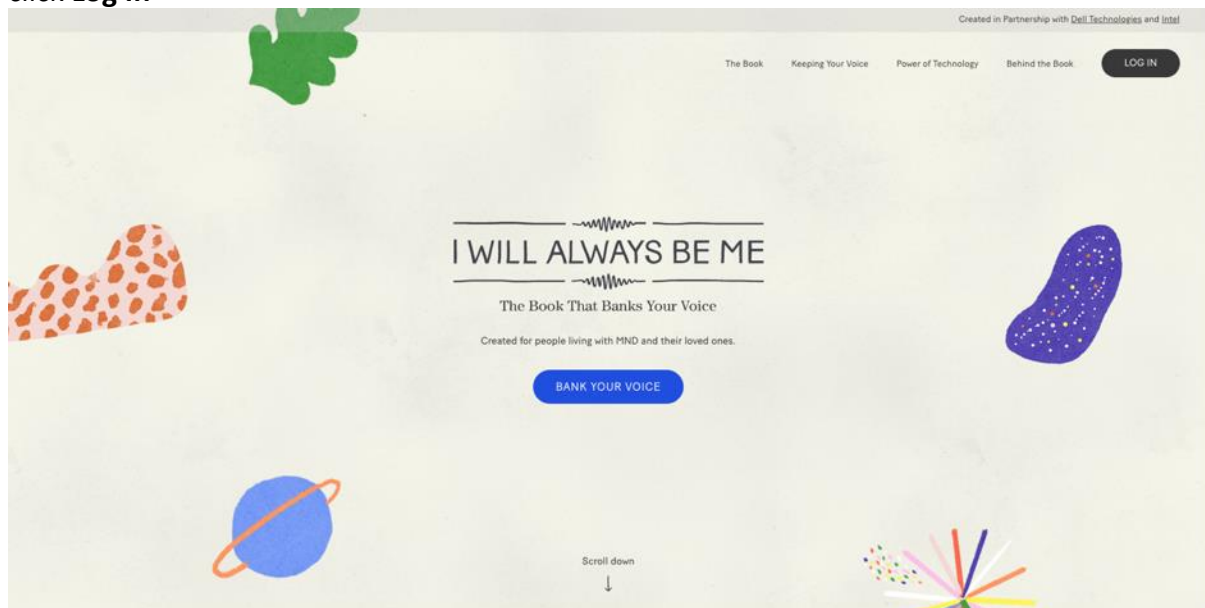 click Log in
Created in Partnership with Dell Technologies and Intel
The Book Keeping Your Voice Power of Technology Behind the Book LOG IN
I WILL ALWAYS BE ME
The Book That Banks Your Voice
Created for people living with MND and their loved ones.
BANK YOUR VOICE
Scroll down